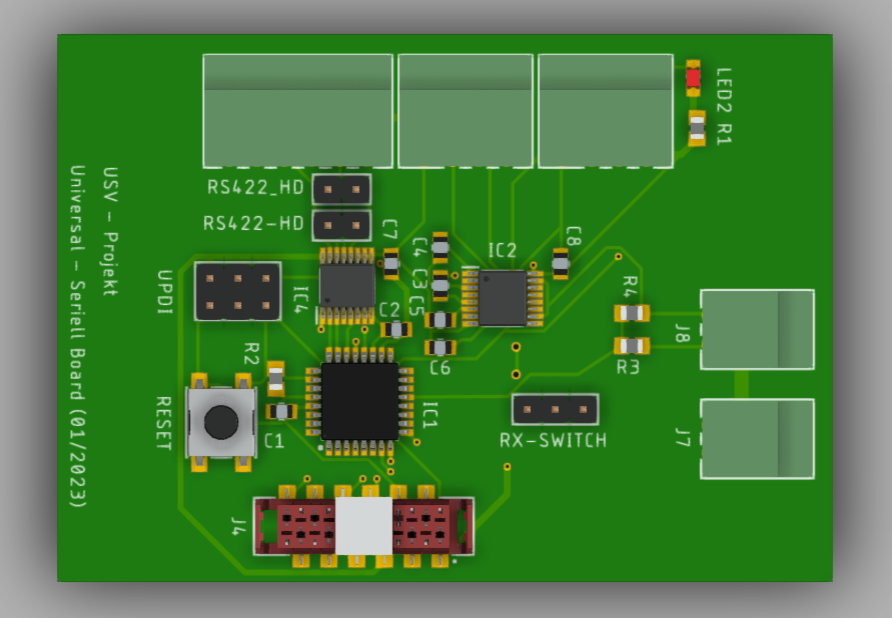 LED2 R1
RS422_HD
RS422-HD
USV - Projekt
Universal - Seriell Board (01/2023)
UPDI
IC4
C7
C4
C3
C5
C2
C6
IC2
C8
R4
R3
J8
J7
R2
RESET
C1
IC1
RX-SWITCH
J4